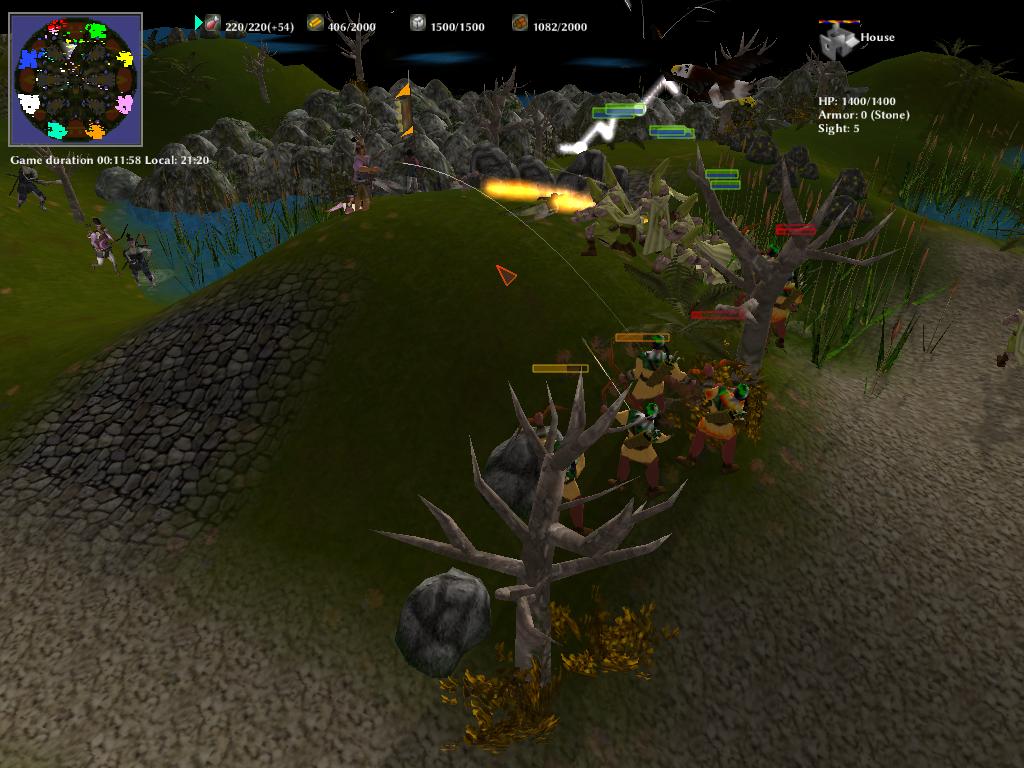 220/220(+54) 406/2000 1500/1500 1082/2000
House
HP: 1400/1400
Armor: 0 (Stone)
Sight: 5
Game duration 00:11:58 Local: 21:20